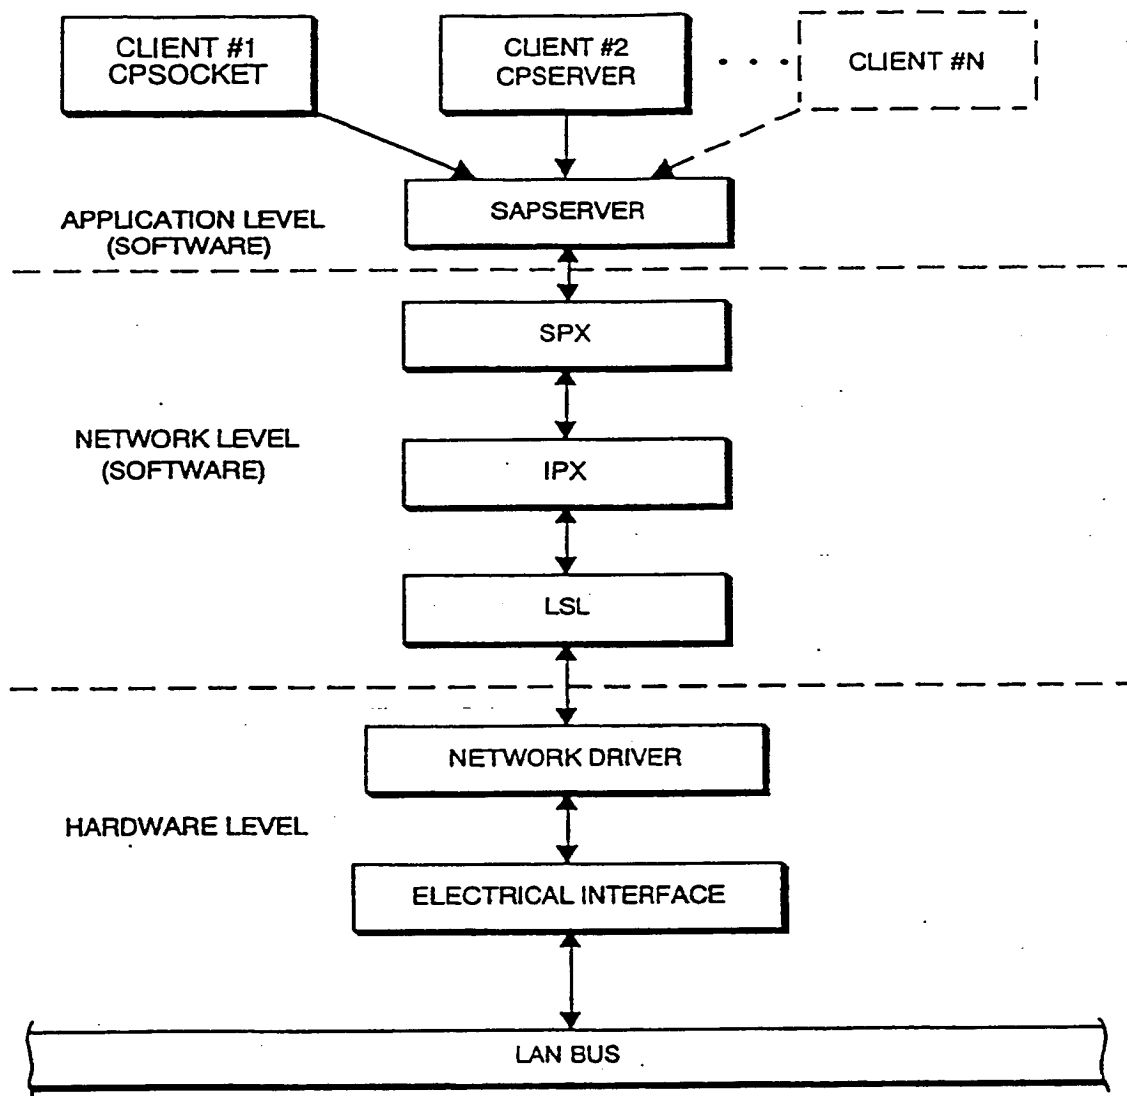 CLIENT #1
CPSOCKET
CLIENT #2
CPSERVER
CLIENT #N
SAPSERVER
APPLICATION LEVEL
(SOFTWARE)
SPX
NETWORK LEVEL
(SOFTWARE)
IPX
LSL
NETWORK DRIVER
HARDWARE LEVEL
ELECTRICAL INTERFACE
LAN BUS